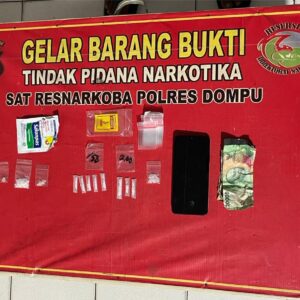 GELAR BARANG BUKTI
TINDAK PIDANA NARKOTIKA
SAT RESNARKOBA POLRES DOMPU